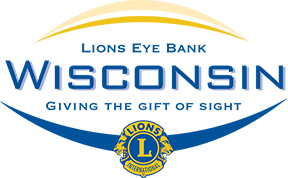 LIONS EYE BANK
WISCONSIN
GIVING THE GIFT OF SIGHT
LIONS
L
INTERNATIONAL